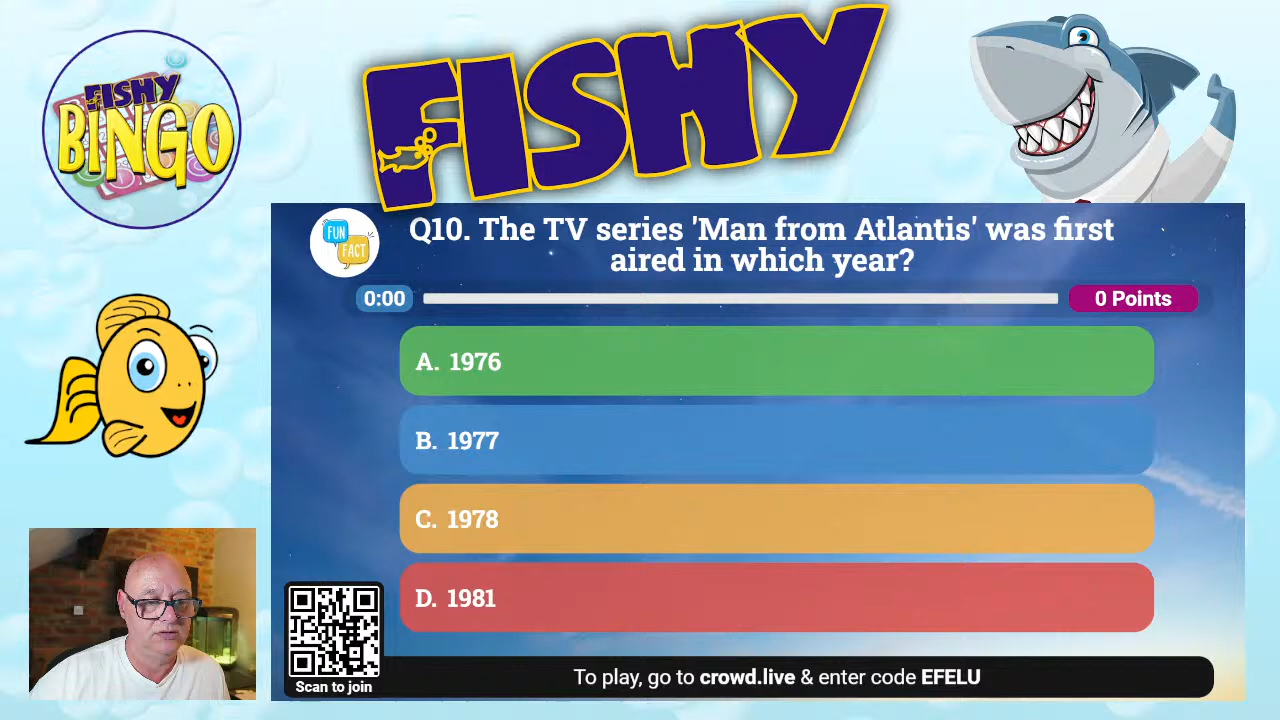 FISHY
BINGO
FISHY
FUN
FACT
Q10. The TV series 'Man from Atlantis' was first
aired in which year?
0:00
0 Points
A. 1976
B. 1977
C. 1978
D. 1981
Scan to join
To play, go to crowd.live & enter code EFELU